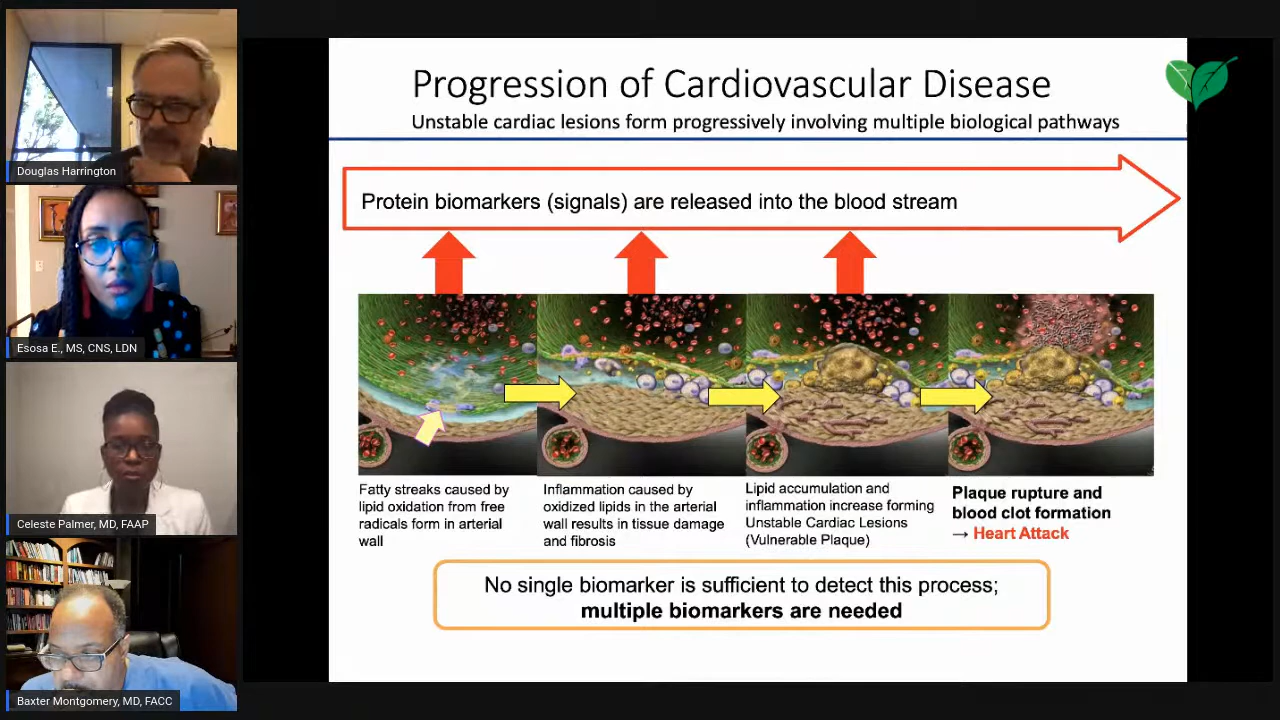 Douglas Harrington
Esosa E., MS, CNS, LDN
Celeste Palmer, MD, FAAP
Baxter Montgomery, MD, FACC
Progression of Cardiovascular Disease
Unstable cardiac lesions form progressively involving multiple biological pathways
Protein biomarkers (signals) are released into the blood stream
Fatty streaks caused by
lipid oxidation from free
radicals form in arterial
wall
Inflammation caused by
oxidized lipids in the arterial
wall results in tissue damage
and fibrosis
Lipid accumulation and
inflammation increase forming
Unstable Cardiac Lesions
(Vulnerable Plaque)
Plaque rupture and
blood clot formation
→ Heart Attack
No single biomarker is sufficient to detect this process;
multiple biomarkers are needed